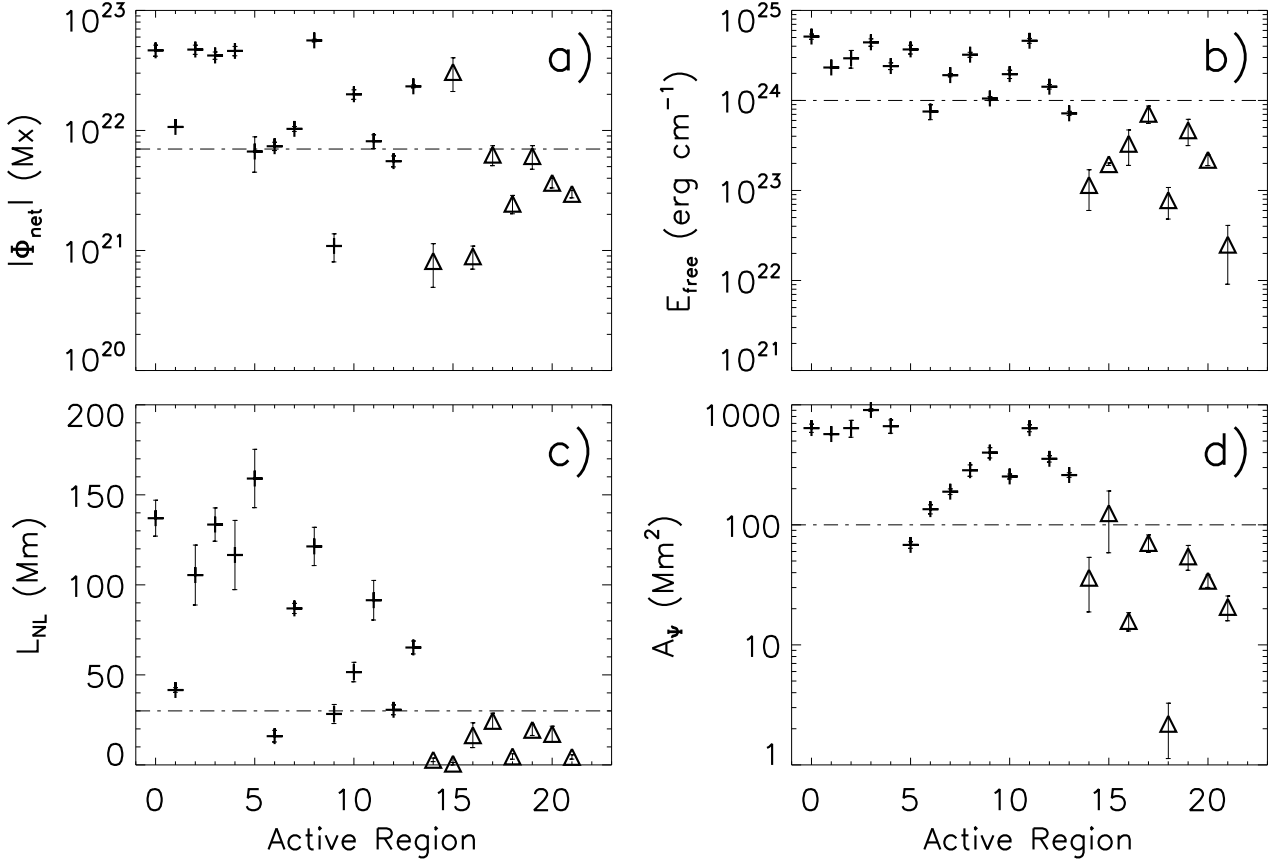 a)
|Φ_net| (Mx)
10^23
10^22
10^21
10^20
b)
E_free (erg cm^−1)
10^25
10^24
10^23
10^22
10^21
c)
L_NL (Mm)
200
150
100
50
0
0 5 10 15 20
Active Region
d)
A_Ψ (Mm^2)
1000
100
10
1
0 5 10 15 20
Active Region